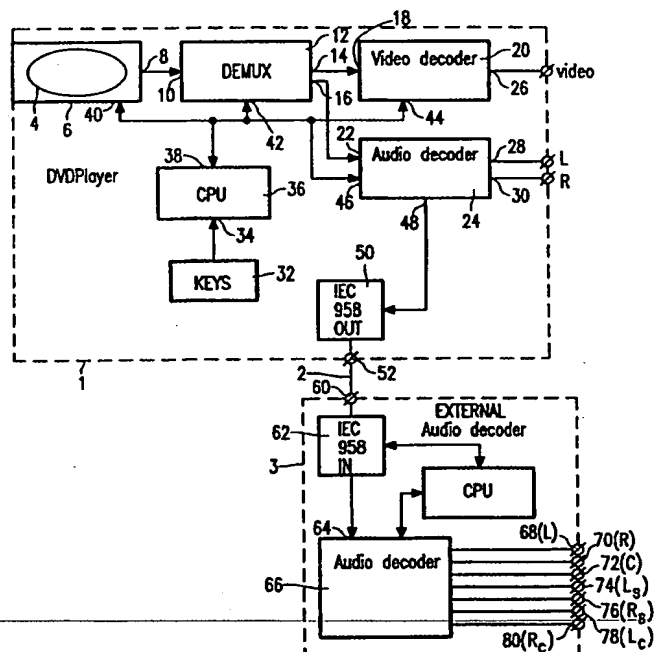 12
8
14
18
Video decoder
20
DEMUX
video
10
16
26
4
6
40
42
44
22
Audio decoder
28
L
DVDPlayer
38
R
CPU
36
46
30
48
24
34
50
KEYS
32
IEC
958
OUT
52
1
2
60
EXTERNAL
Audio decoder
62
IEC
958
IN
3
CPU
64
68(L)
70(R)
Audio decoder
72(C)
66
74(LS)
76(RS)
78(LC)
80(RC)